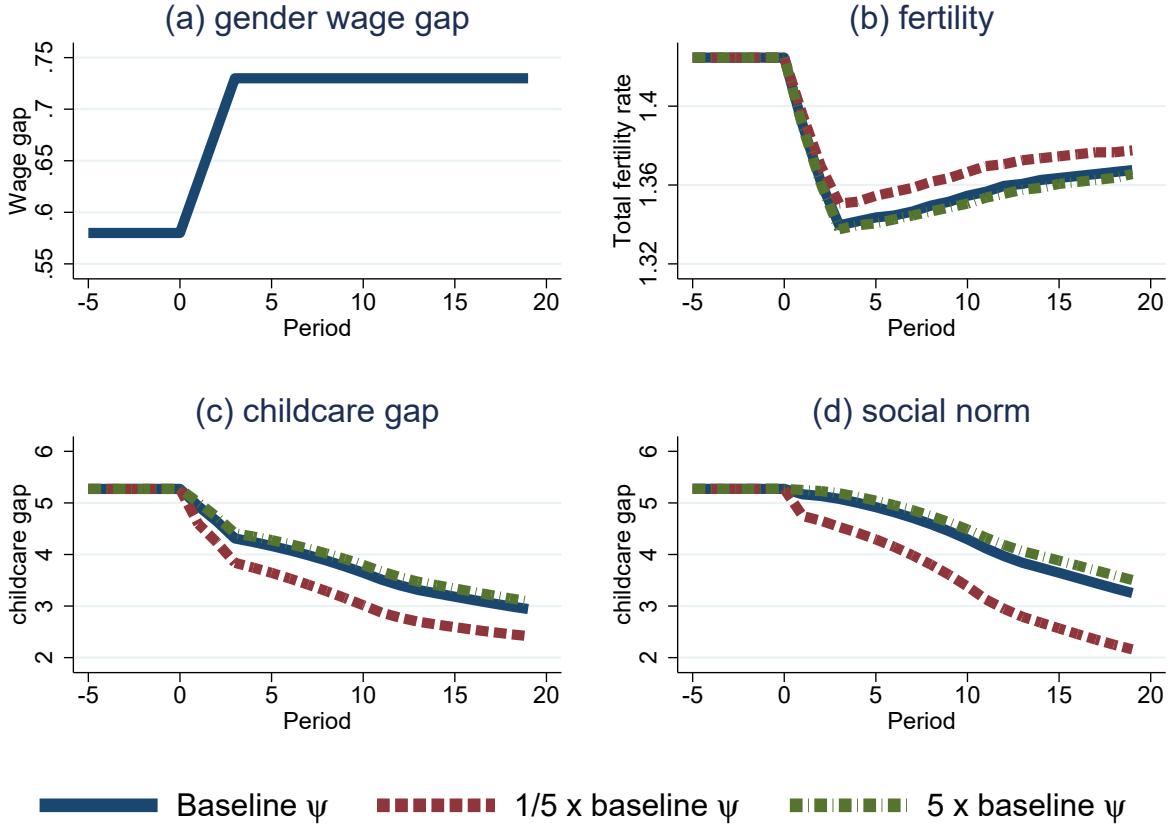 (a) gender wage gap
Wage gap
.75
.7
.65
.6
.55
-5 0 5 10 15 20
Period
(b) fertility
Total fertility rate
1.4
1.36
1.32
-5 0 5 10 15 20
Period
(c) childcare gap
childcare gap
6
5
4
3
2
-5 0 5 10 15 20
Period
(d) social norm
childcare gap
6
5
4
3
2
-5 0 5 10 15 20
Period
Baseline ψ 1/5 x baseline ψ 5 x baseline ψ